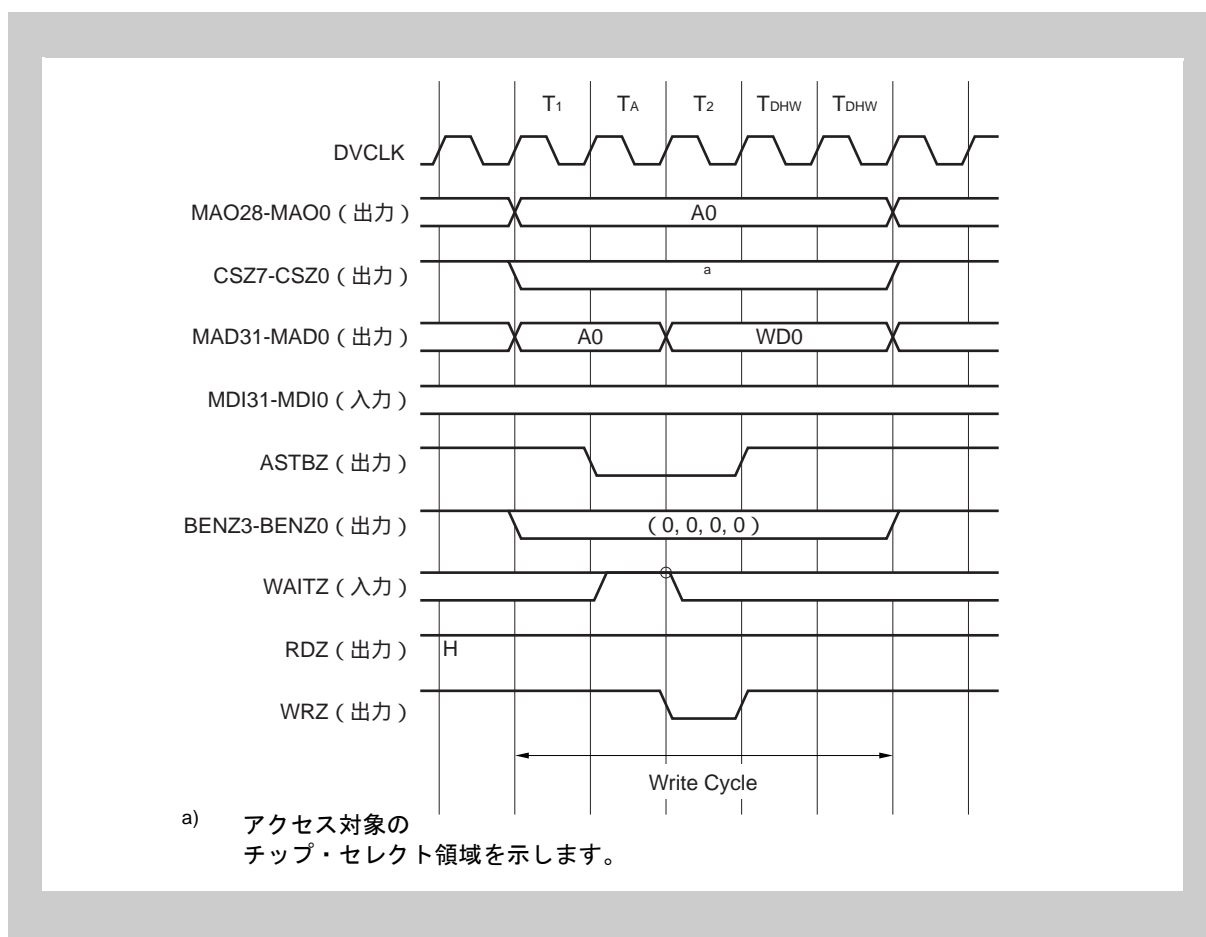 T1 TA T2 TDHW TDHW
DVCLK
MAO28-MAO0（出力） A0
CSZ7-CSZ0（出力） a
MAD31-MAD0（出力） A0 WD0
MDI31-MDI0（入力）
ASTBZ（出力）
BENZ3-BENZ0（出力） （0, 0, 0, 0）
WAITZ（入力）
RDZ（出力） H
WRZ（出力）
Write Cycle
a) アクセス対象の
チップ・セレクト領域を示します。